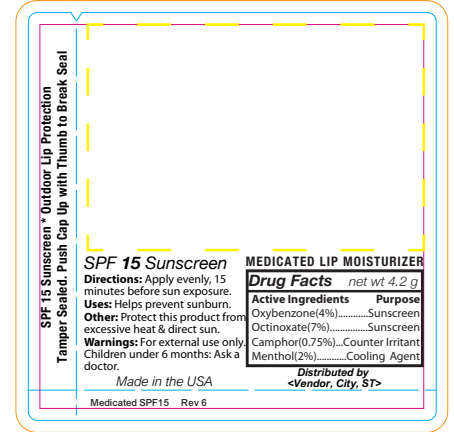 SPF 15 Sunscreen * Outdoor Lip Protection
Tamper Sealed. Push Cap Up with Thumb to Break Seal
SPF 15 Sunscreen
Directions: Apply evenly, 15
minutes before sun exposure.
Uses: Helps prevent sunburn.
Other: Protect this product from
excessive heat & direct sun.
Warnings: For external use only.
Children under 6 months: Ask a
doctor.
Made in the USA
MEDICATED LIP MOISTURIZER
Drug Facts net wt 4.2 g
Active Ingredients Purpose
Oxybenzone(4%)............Sunscreen
Octinoxate(7%)...............Sunscreen
Camphor(0.75%)...Counter Irritant
Menthol(2%)............Cooling Agent
Distributed by
<Vendor, City, ST>
Medicated SPF15 Rev 6